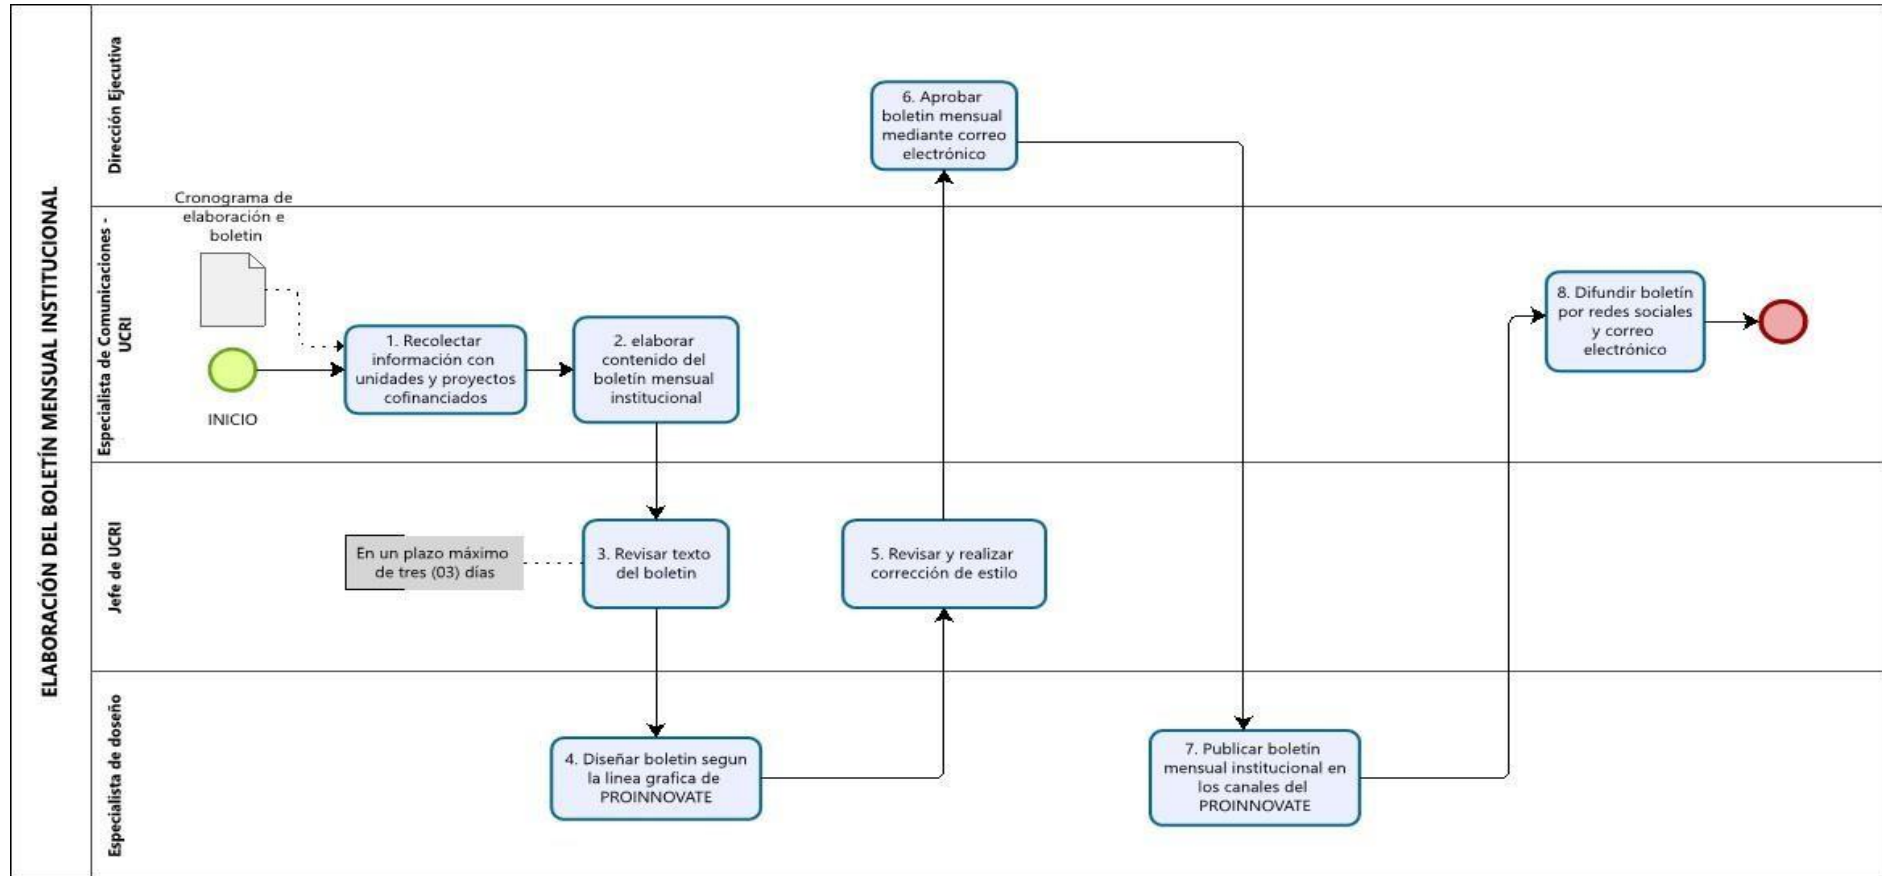 ELABORACIÓN DEL BOLETÍN MENSUAL INSTITUCIONAL
Dirección Ejecutiva
6. Aprobar
boletin mensual
mediante correo
electrónico
Especialista de Comunicaciones -
UCRI
Cronograma de
elaboración e
boletin
INICIO
1. Recolectar
información con
unidades y proyectos
cofinanciados
2. elaborar
contenido del
boletín mensual
institucional
8. Difundir boletín
por redes sociales
y correo
electrónico
Jefe de UCRI
En un plazo máximo
de tres (03) días
3. Revisar texto
del boletin
5. Revisar y realizar
corrección de estilo
Especialista de doseño
4. Diseñar boletin segun
la linea grafica de
PROINNOVATE
7. Publicar boletín
mensual institucional en
los canales del
PROINNOVATE